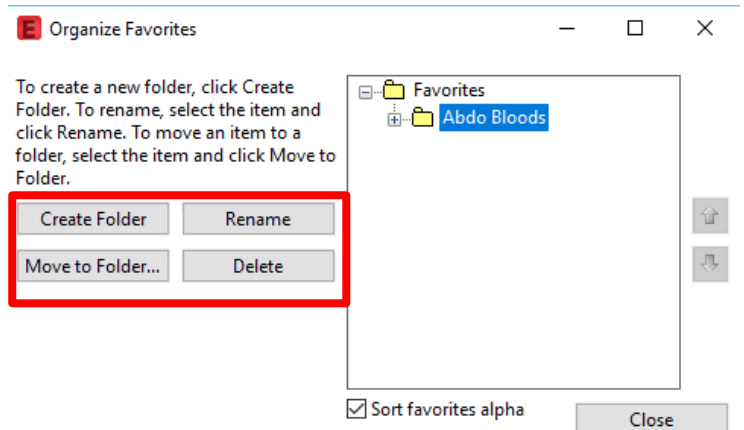 E Organize Favorites
To create a new folder, click Create
Folder. To rename, select the item and
click Rename. To move an item to a
folder, select the item and click Move to
Folder.
Favorites
Abdo Bloods
Create Folder
Rename
Move to Folder...
Delete
Sort favorites alpha
Close